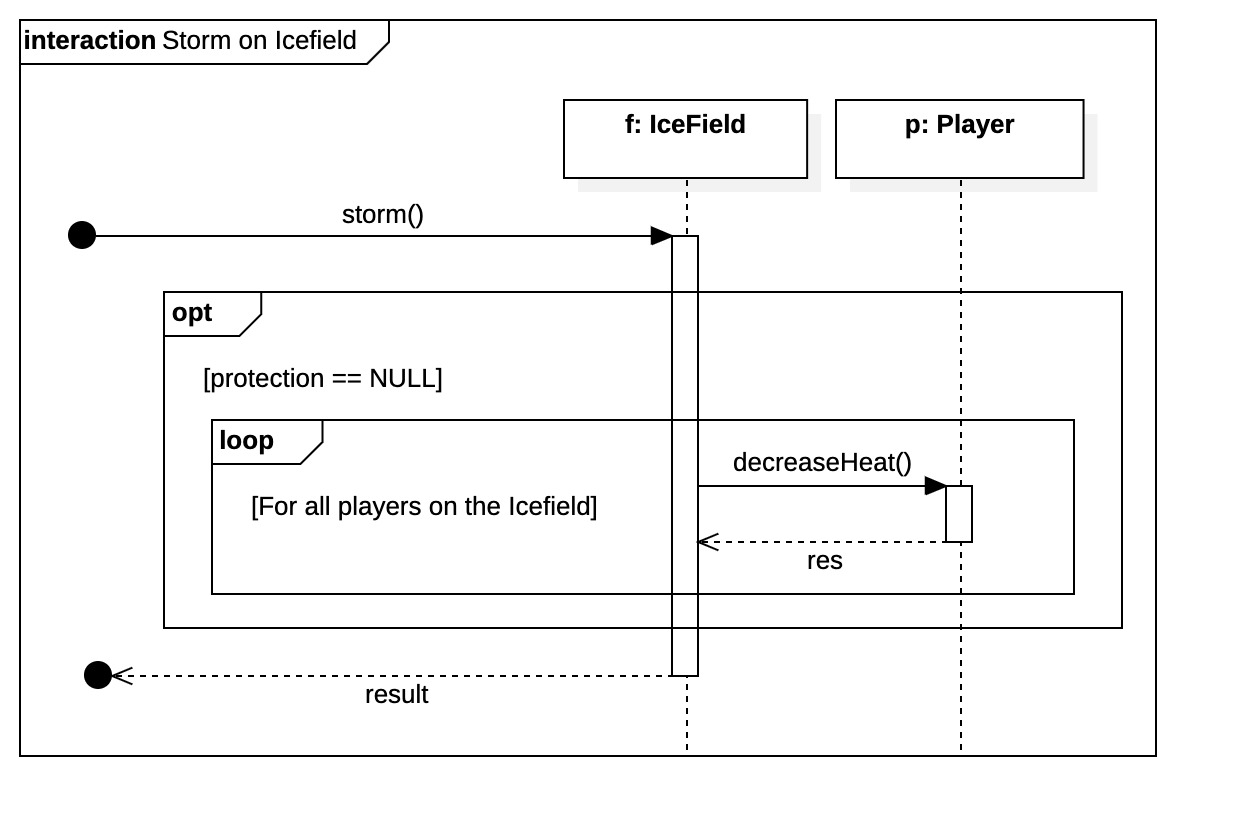 interaction Storm on Icefield
f: IceField
p: Player
storm()
opt
[protection == NULL]
loop
decreaseHeat()
[For all players on the Icefield]
res
result